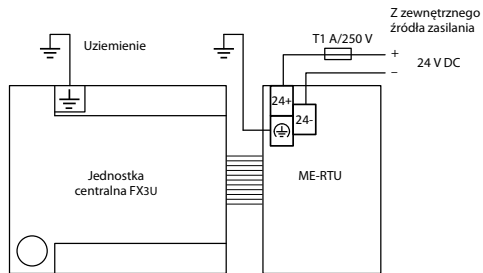 Z zewnętrznego
źródła zasilania
T1 A/250 V
Uziemienie
+
24 V DC
–
24+
24-
Jednostka
centralna FX3U
ME-RTU